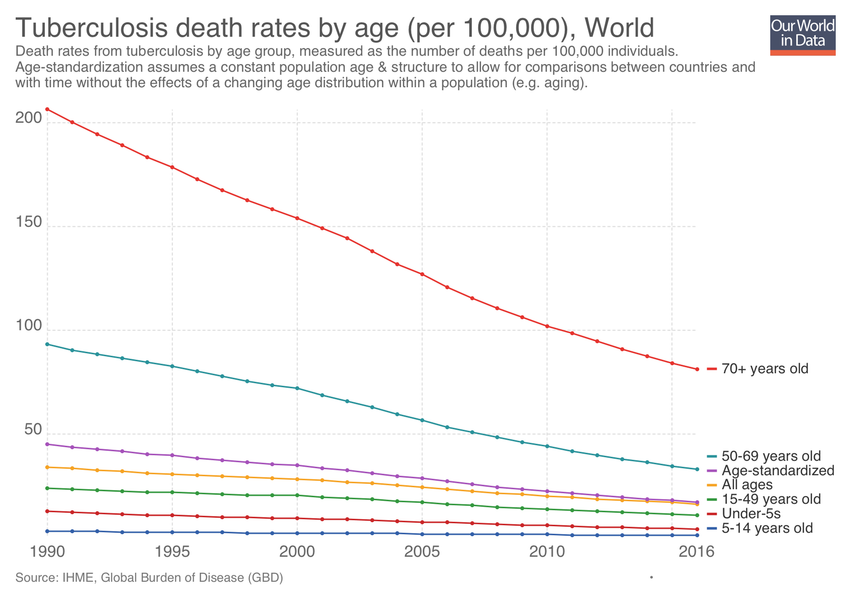 Tuberculosis death rates by age (per 100,000), World
Our World
in Data
Death rates from tuberculosis by age group, measured as the number of deaths per 100,000 individuals.
Age-standardization assumes a constant population age & structure to allow for comparisons between countries and
with time without the effects of a changing age distribution within a population (e.g. aging).
200
150
100
50
70+ years old
50-69 years old
Age-standardized
All ages
15-49 years old
Under-5s
5-14 years old
1990
1995
2000
2005
2010
2016
Source: IHME, Global Burden of Disease (GBD)